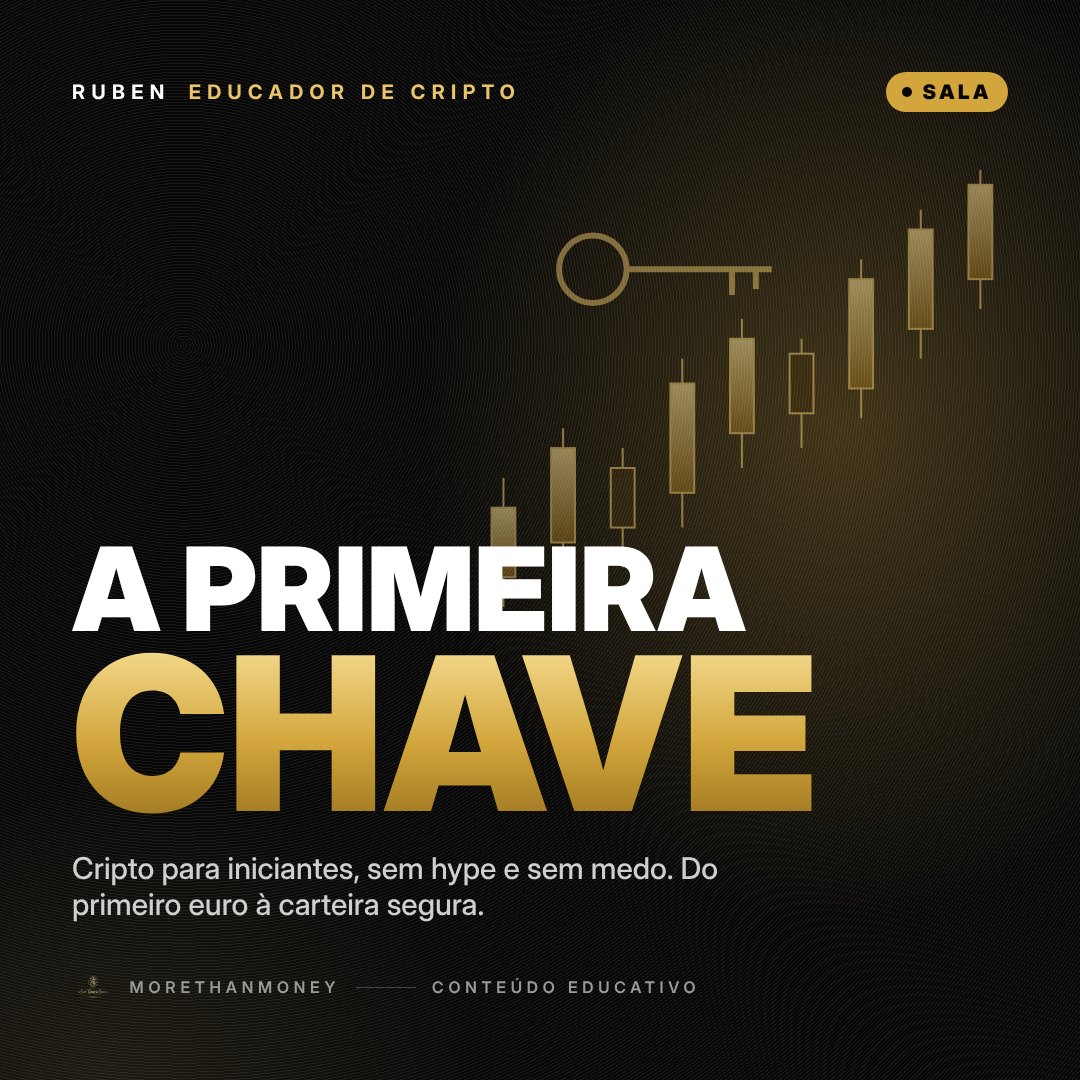 RUBEN EDUCADOR DE CRIPTO
SALA
A PRIMEIRA
CHAVE
Cripto para iniciantes, sem hype e sem medo. Do
primeiro euro à carteira segura.
MORETHANMONEY
CONTEÚDO EDUCATIVO